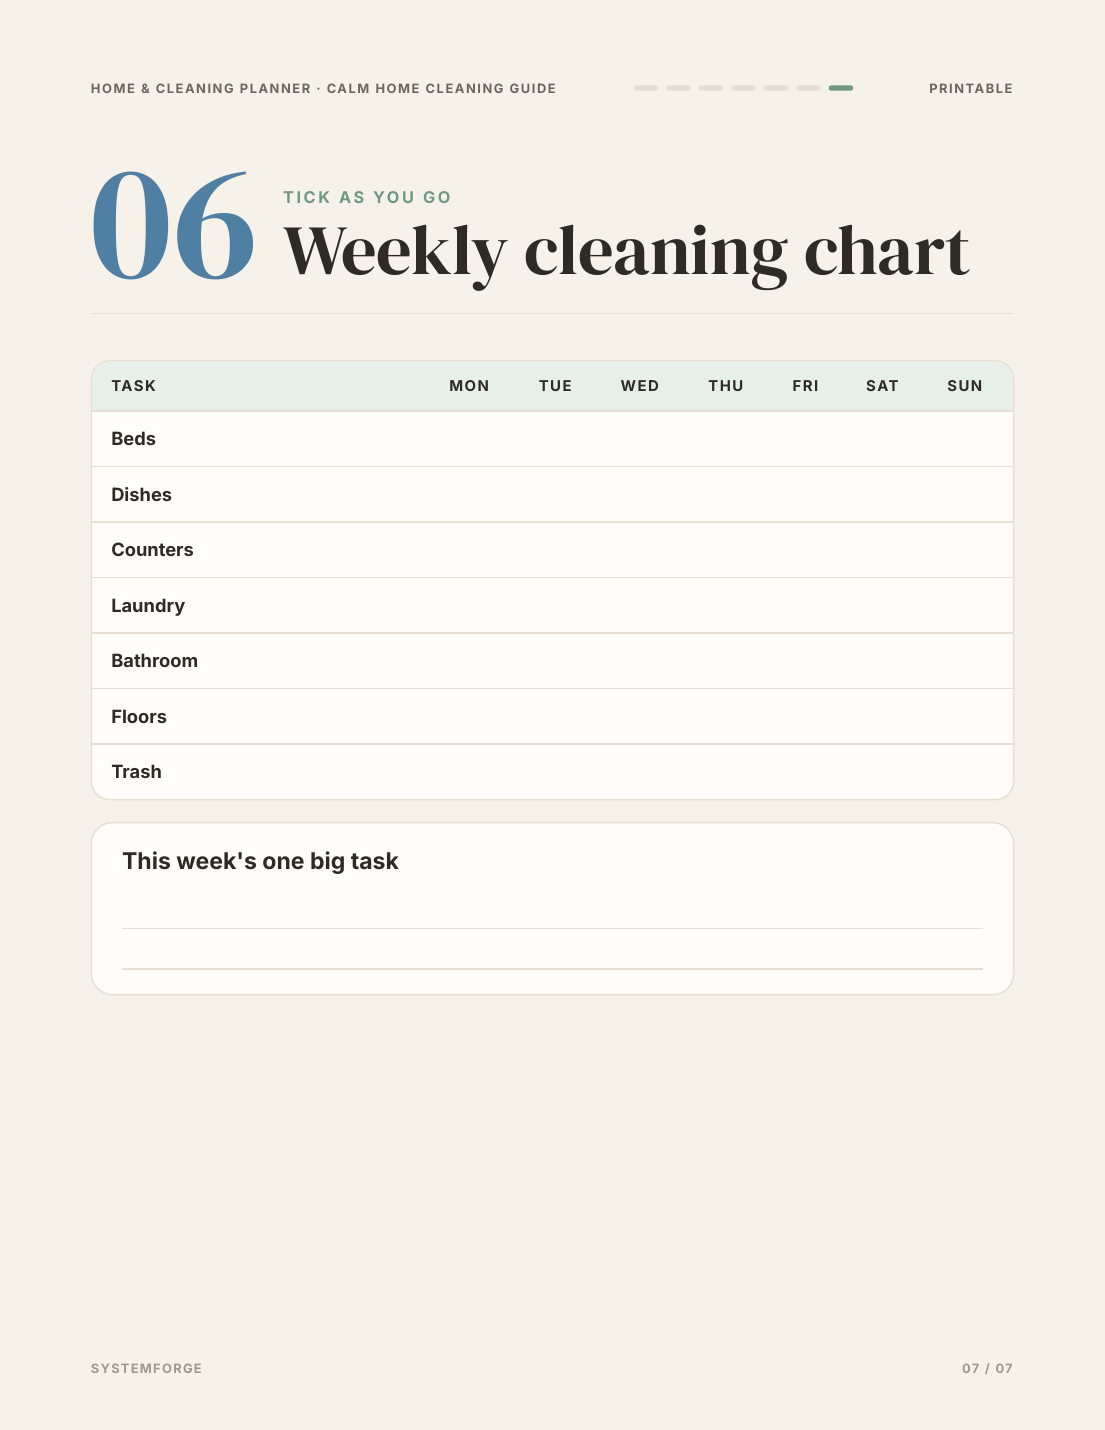 HOME & CLEANING PLANNER · CALM HOME CLEANING GUIDE PRINTABLE
06
TICK AS YOU GO
Weekly cleaning chart
TASK MON TUE WED THU FRI SAT SUN
Beds
Dishes
Counters
Laundry
Bathroom
Floors
Trash
This week's one big task
SYSTEMFORGE 07 / 07